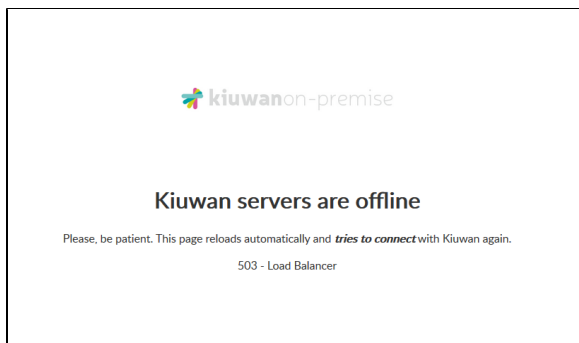 kiuwanon-premise
Kiuwan servers are offline
Please, be patient. This page reloads automatically and tries to connect with Kiuwan again.
503 - Load Balancer